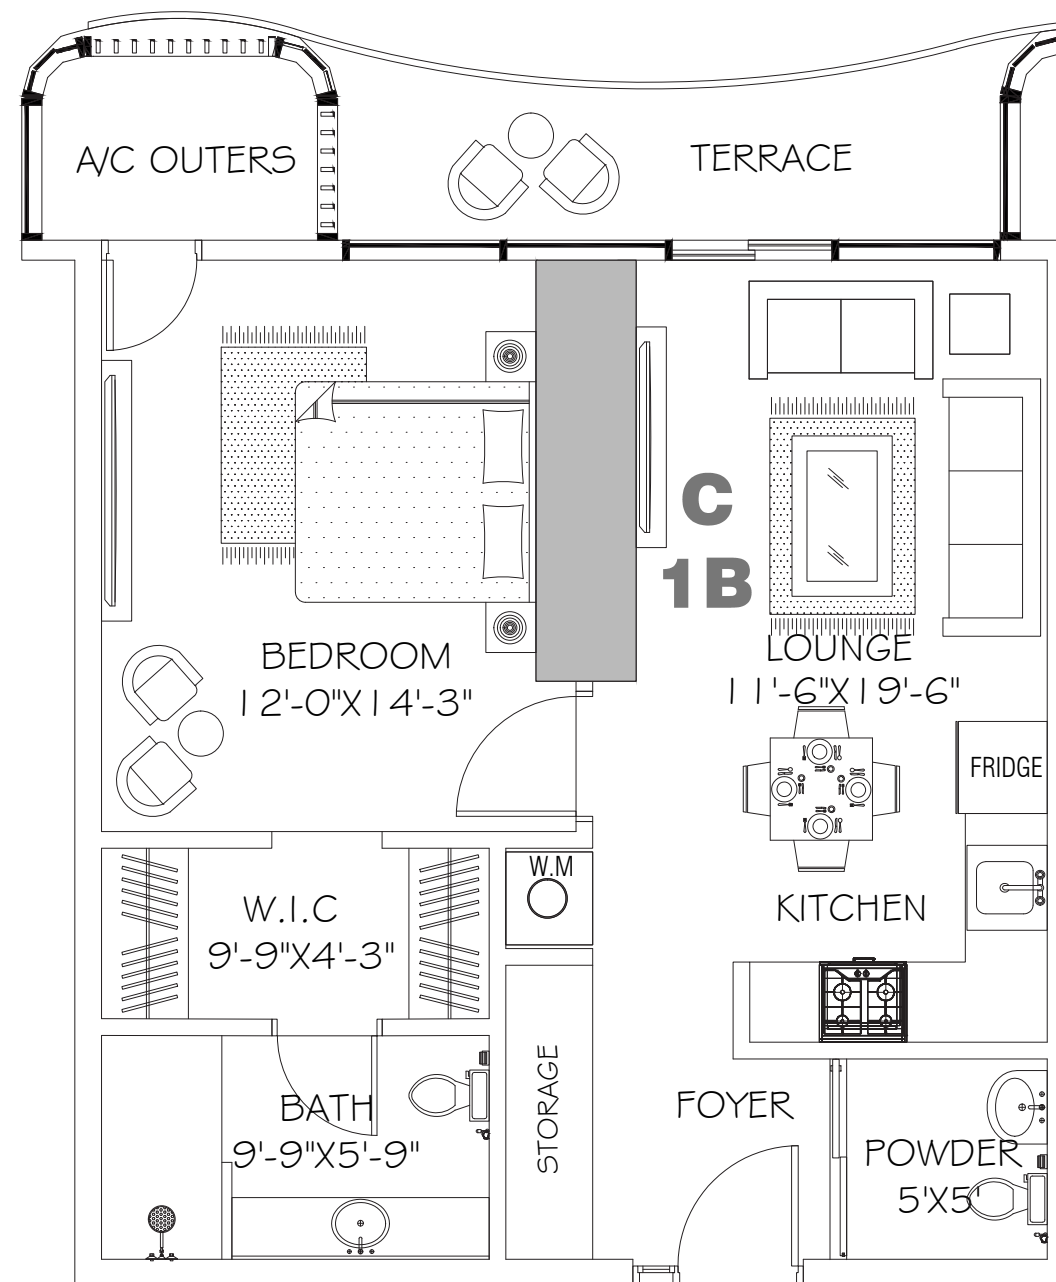 A/C OUTERS
TERRACE
C
1B
BEDROOM
12'-0"X14'-3"
LOUNGE
11'-6"X19'-6"
FRIDGE
W.M
W.I.C
9'-9"X4'-3"
KITCHEN
STORAGE
BATH
9'-9"X5'-9"
FOYER
POWDER
5'X5'